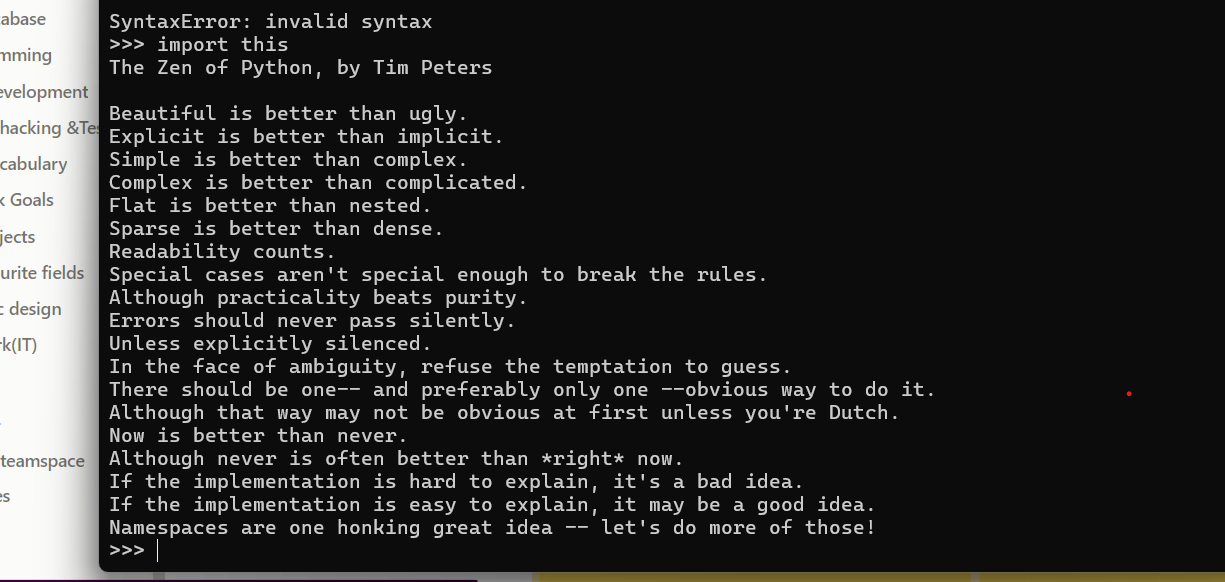 abase
mming
evelopment
hacking &Tes
cabulary
k Goals
jects
urite fields
c design
rk(IT)
teamspace
es
SyntaxError: invalid syntax
>>> import this
The Zen of Python, by Tim Peters
Beautiful is better than ugly.
Explicit is better than implicit.
Simple is better than complex.
Complex is better than complicated.
Flat is better than nested.
Sparse is better than dense.
Readability counts.
Special cases aren't special enough to break the rules.
Although practicality beats purity.
Errors should never pass silently.
Unless explicitly silenced.
In the face of ambiguity, refuse the temptation to guess.
There should be one-- and preferably only one --obvious way to do it.
Although that way may not be obvious at first unless you're Dutch.
Now is better than never.
Although never is often better than *right* now.
If the implementation is hard to explain, it's a bad idea.
If the implementation is easy to explain, it may be a good idea.
Namespaces are one honking great idea -- let's do more of those!
>>>